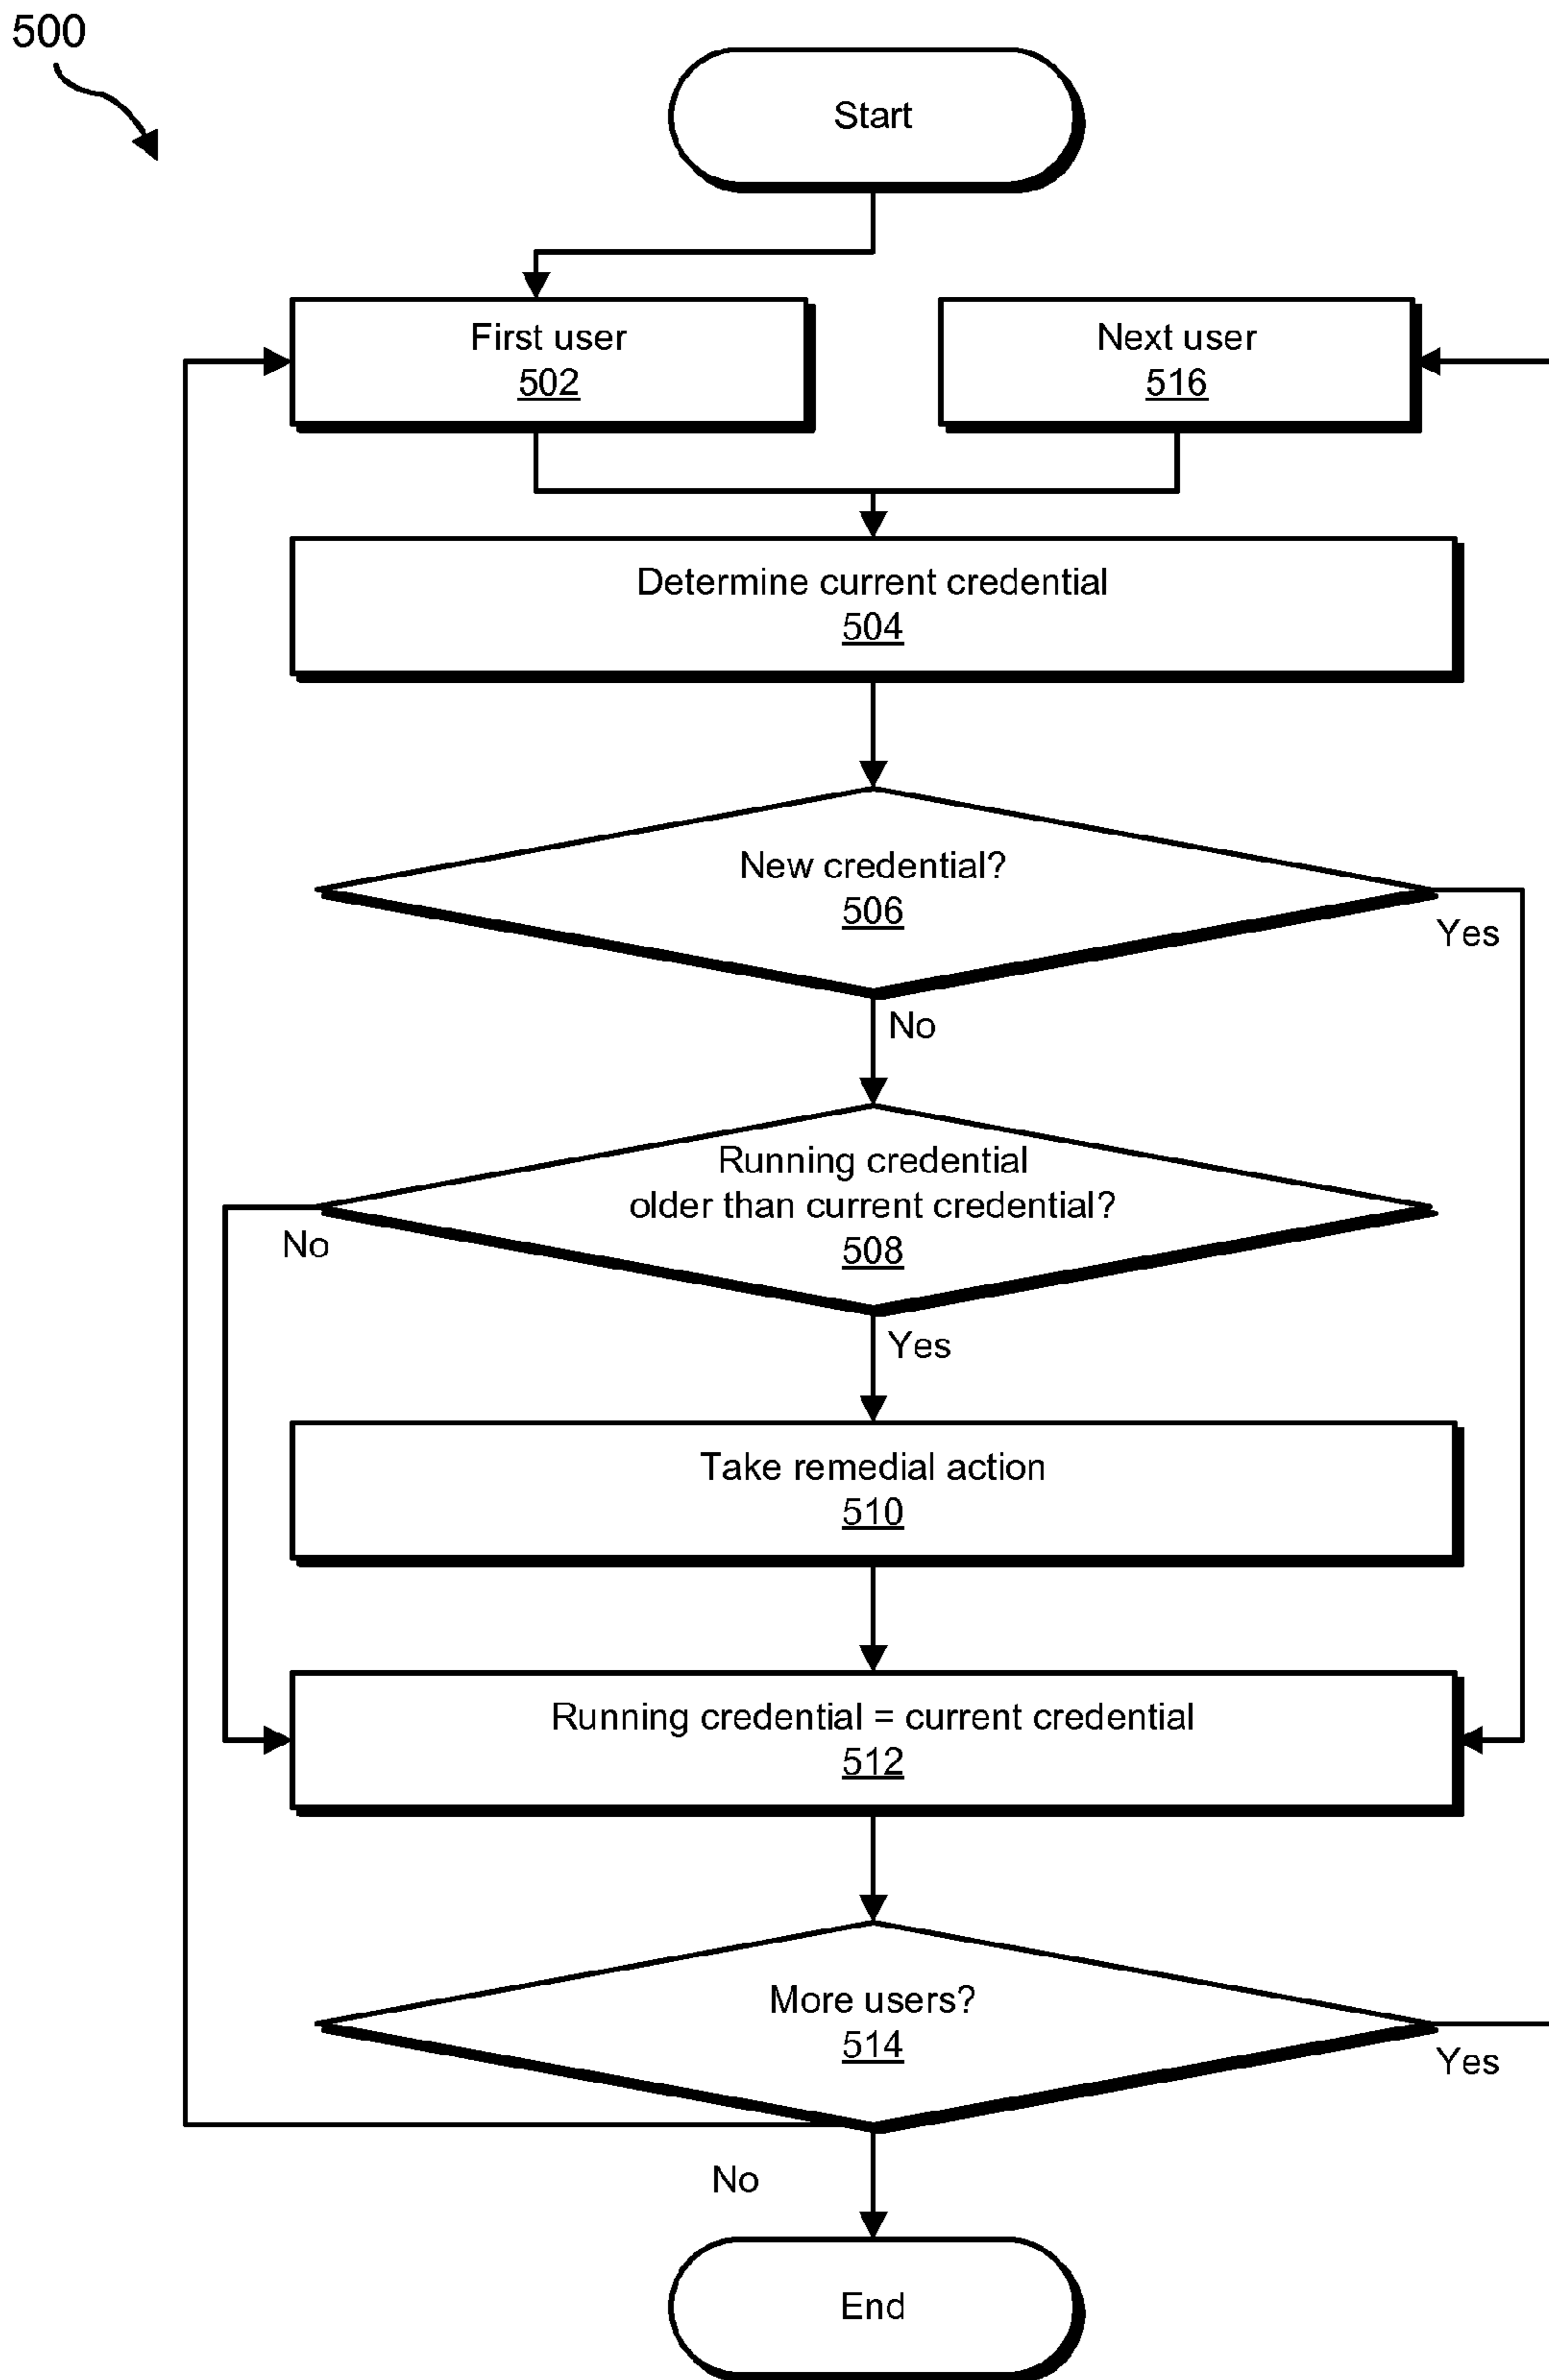 500
Start
First user
502
Next user
516
Determine current credential
504
New credential?
506
Yes
No
Running credential
older than current credential?
508
No
Yes
Take remedial action
510
Running credential = current credential
512
More users?
514
Yes
No
End